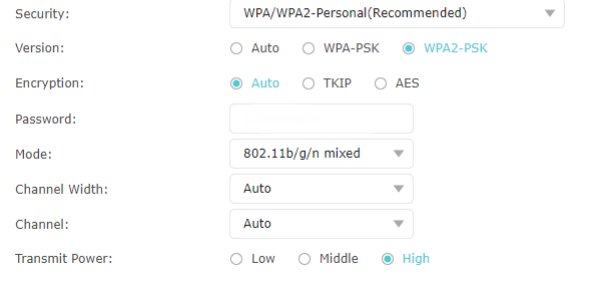 Security: WPA/WPA2-Personal(Recommended)
Version: Auto WPA-PSK WPA2-PSK
Encryption: Auto TKIP AES
Password:
Mode: 802.11b/g/n mixed
Channel Width: Auto
Channel: Auto
Transmit Power: Low Middle High